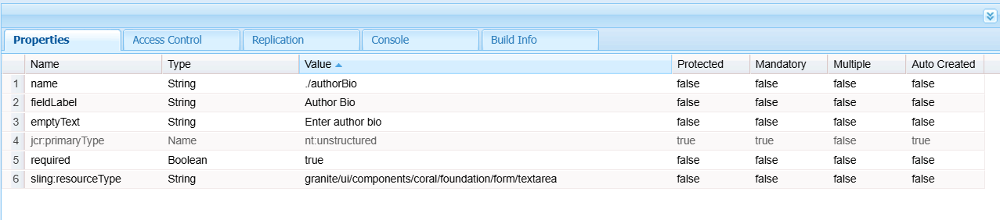 Properties Access Control Replication Console Build Info
Name Type Value Protected Mandatory Multiple Auto Created
1 name String ./authorBio false false false false
2 fieldLabel String Author Bio false false false false
3 emptyText String Enter author bio false false false false
4 jcr:primaryType Name nt:unstructured true true false true
5 required Boolean true false false false false
6 sling:resourceType String granite/ui/components/coral/foundation/form/textarea false false false false